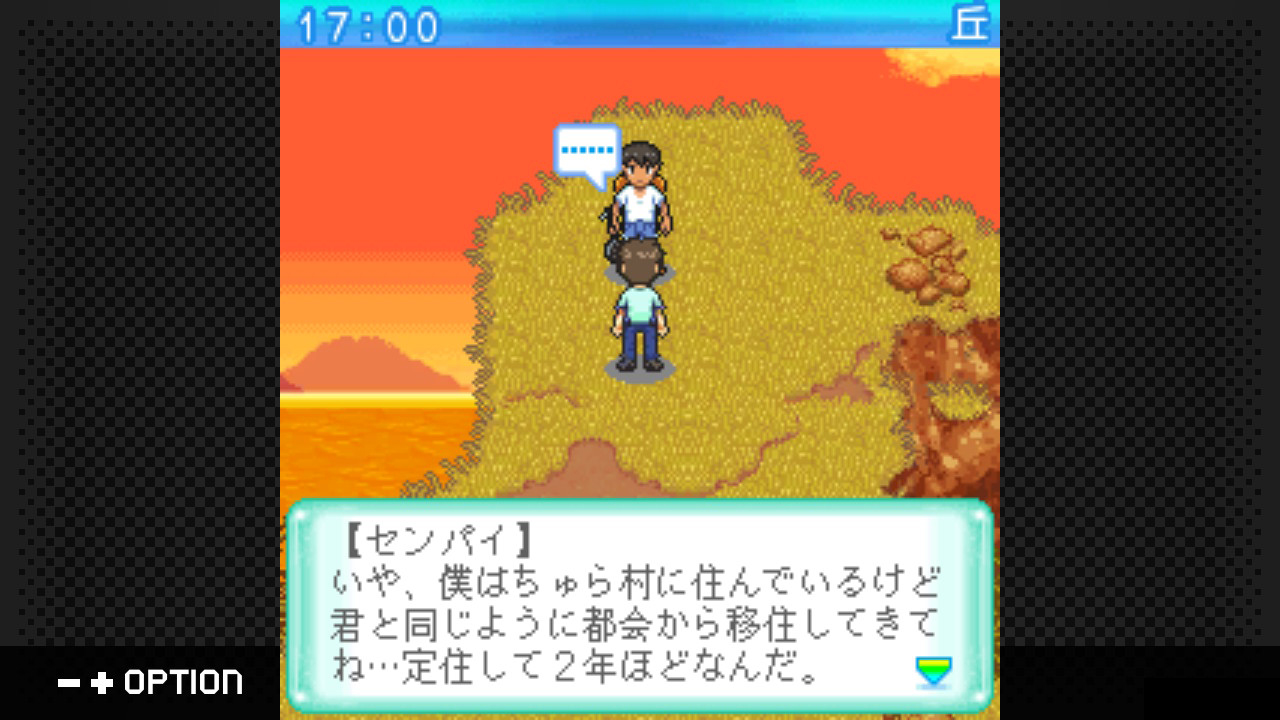 17:00 丘
……
【センパイ】
いや、僕はちゅら村に住んでいるけど
君と同じように都会から移住してきて
ね…定住して２年ほどなんだ。
－＋ OPTION